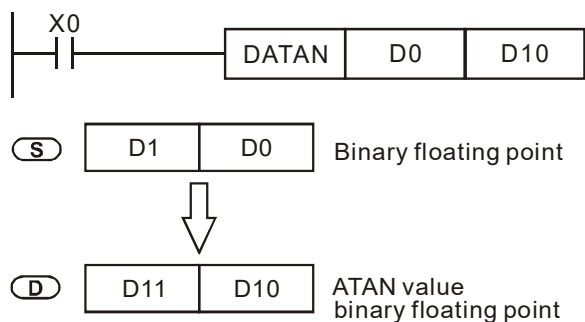 X0
DATAN D0 D10
S D1 D0 Binary floating point
D D11 D10 ATAN value
binary floating point